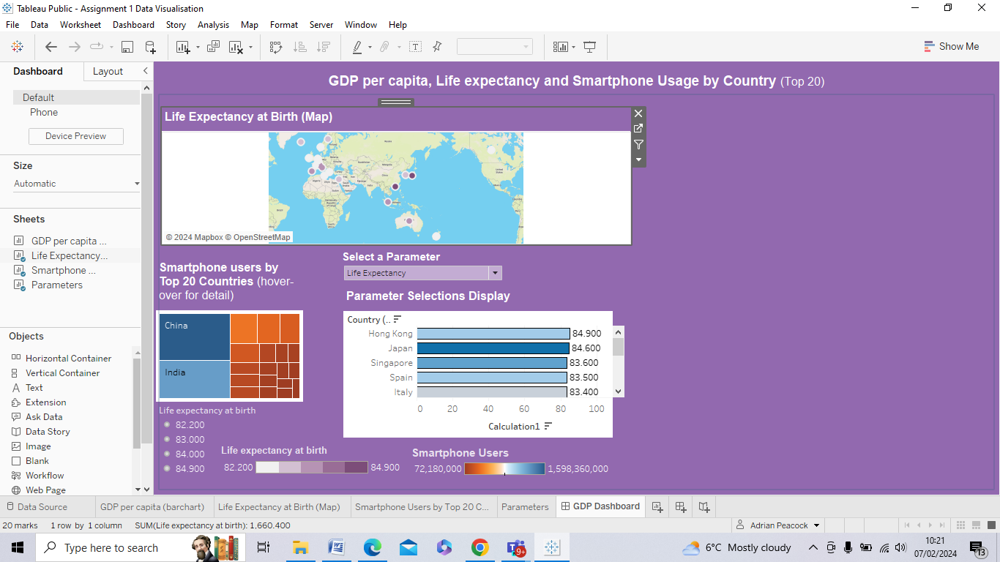 Tableau Public - Assignment 1 Data Visualisation
File Data Worksheet Dashboard Story Analysis Map Format Server Window Help
Show Me
Dashboard Layout
Default
Phone
Device Preview
Size
Automatic
Sheets
GDP per capita ...
Life Expectancy...
Smartphone ...
Parameters
Objects
Horizontal Container
Vertical Container
Text
Extension
Ask Data
Data Story
Image
Blank
Workflow
Web Page
GDP per capita, Life expectancy and Smartphone Usage by Country (Top 20)
Life Expectancy at Birth (Map)
© 2024 Mapbox © OpenStreetMap
Smartphone users by
Top 20 Countries (hover-
over for detail)
China
India
Select a Parameter
Life Expectancy
Parameter Selections Display
Country (..
Hong Kong 84.900
Japan 84.600
Singapore 83.600
Spain 83.500
Italy 83.400
0 20 40 60 80 100
Calculation1
Life expectancy at birth
82.200
83.000
84.000
84.900
Life expectancy at birth
82.200 84.900
Smartphone Users
72,180,000 1,598,360,000
Data Source GDP per capita (barchart) Life Expectancy at Birth (Map) Smartphone Users by Top 20 C... Parameters GDP Dashboard
20 marks 1 row by 1 column SUM(Life expectancy at birth): 1,660.400 Adrian Peacock
Type here to search
9+
6°C Mostly cloudy
10:21
07/02/2024
13